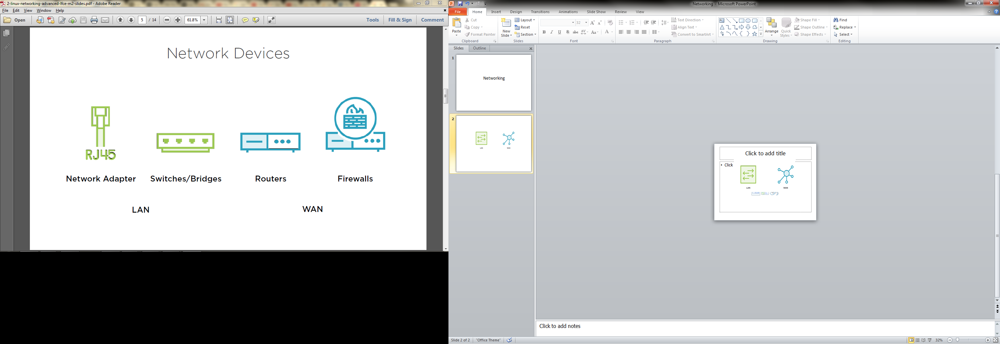 2-linux-networking-advanced-lfce-m2-slides.pdf - Adobe Reader
File Edit View Window Help
Open 5 / 14 61.8% Tools Fill & Sign Comment
Network Devices
RJ45
Network Adapter Switches/Bridges Routers Firewalls
LAN WAN
Networking - Microsoft PowerPoint
File Home Insert Design Transitions Animations Slide Show Review View
Paste
Cut
Copy
Format Painter
Clipboard
New Slide
Layout
Reset
Section
Slides
32
B I U S abc AV Aa A
Font
Text Direction
Align Text
Convert to SmartArt
Paragraph
Arrange
Quick Styles
Shape Fill
Shape Outline
Shape Effects
Drawing
Find
Replace
Select
Editing
Slides Outline
1
Networking
2
LAN WAN
Click to add title
• Click
LAN WAN
Click to add notes
Slide 2 of 2 "Office Theme" 32%